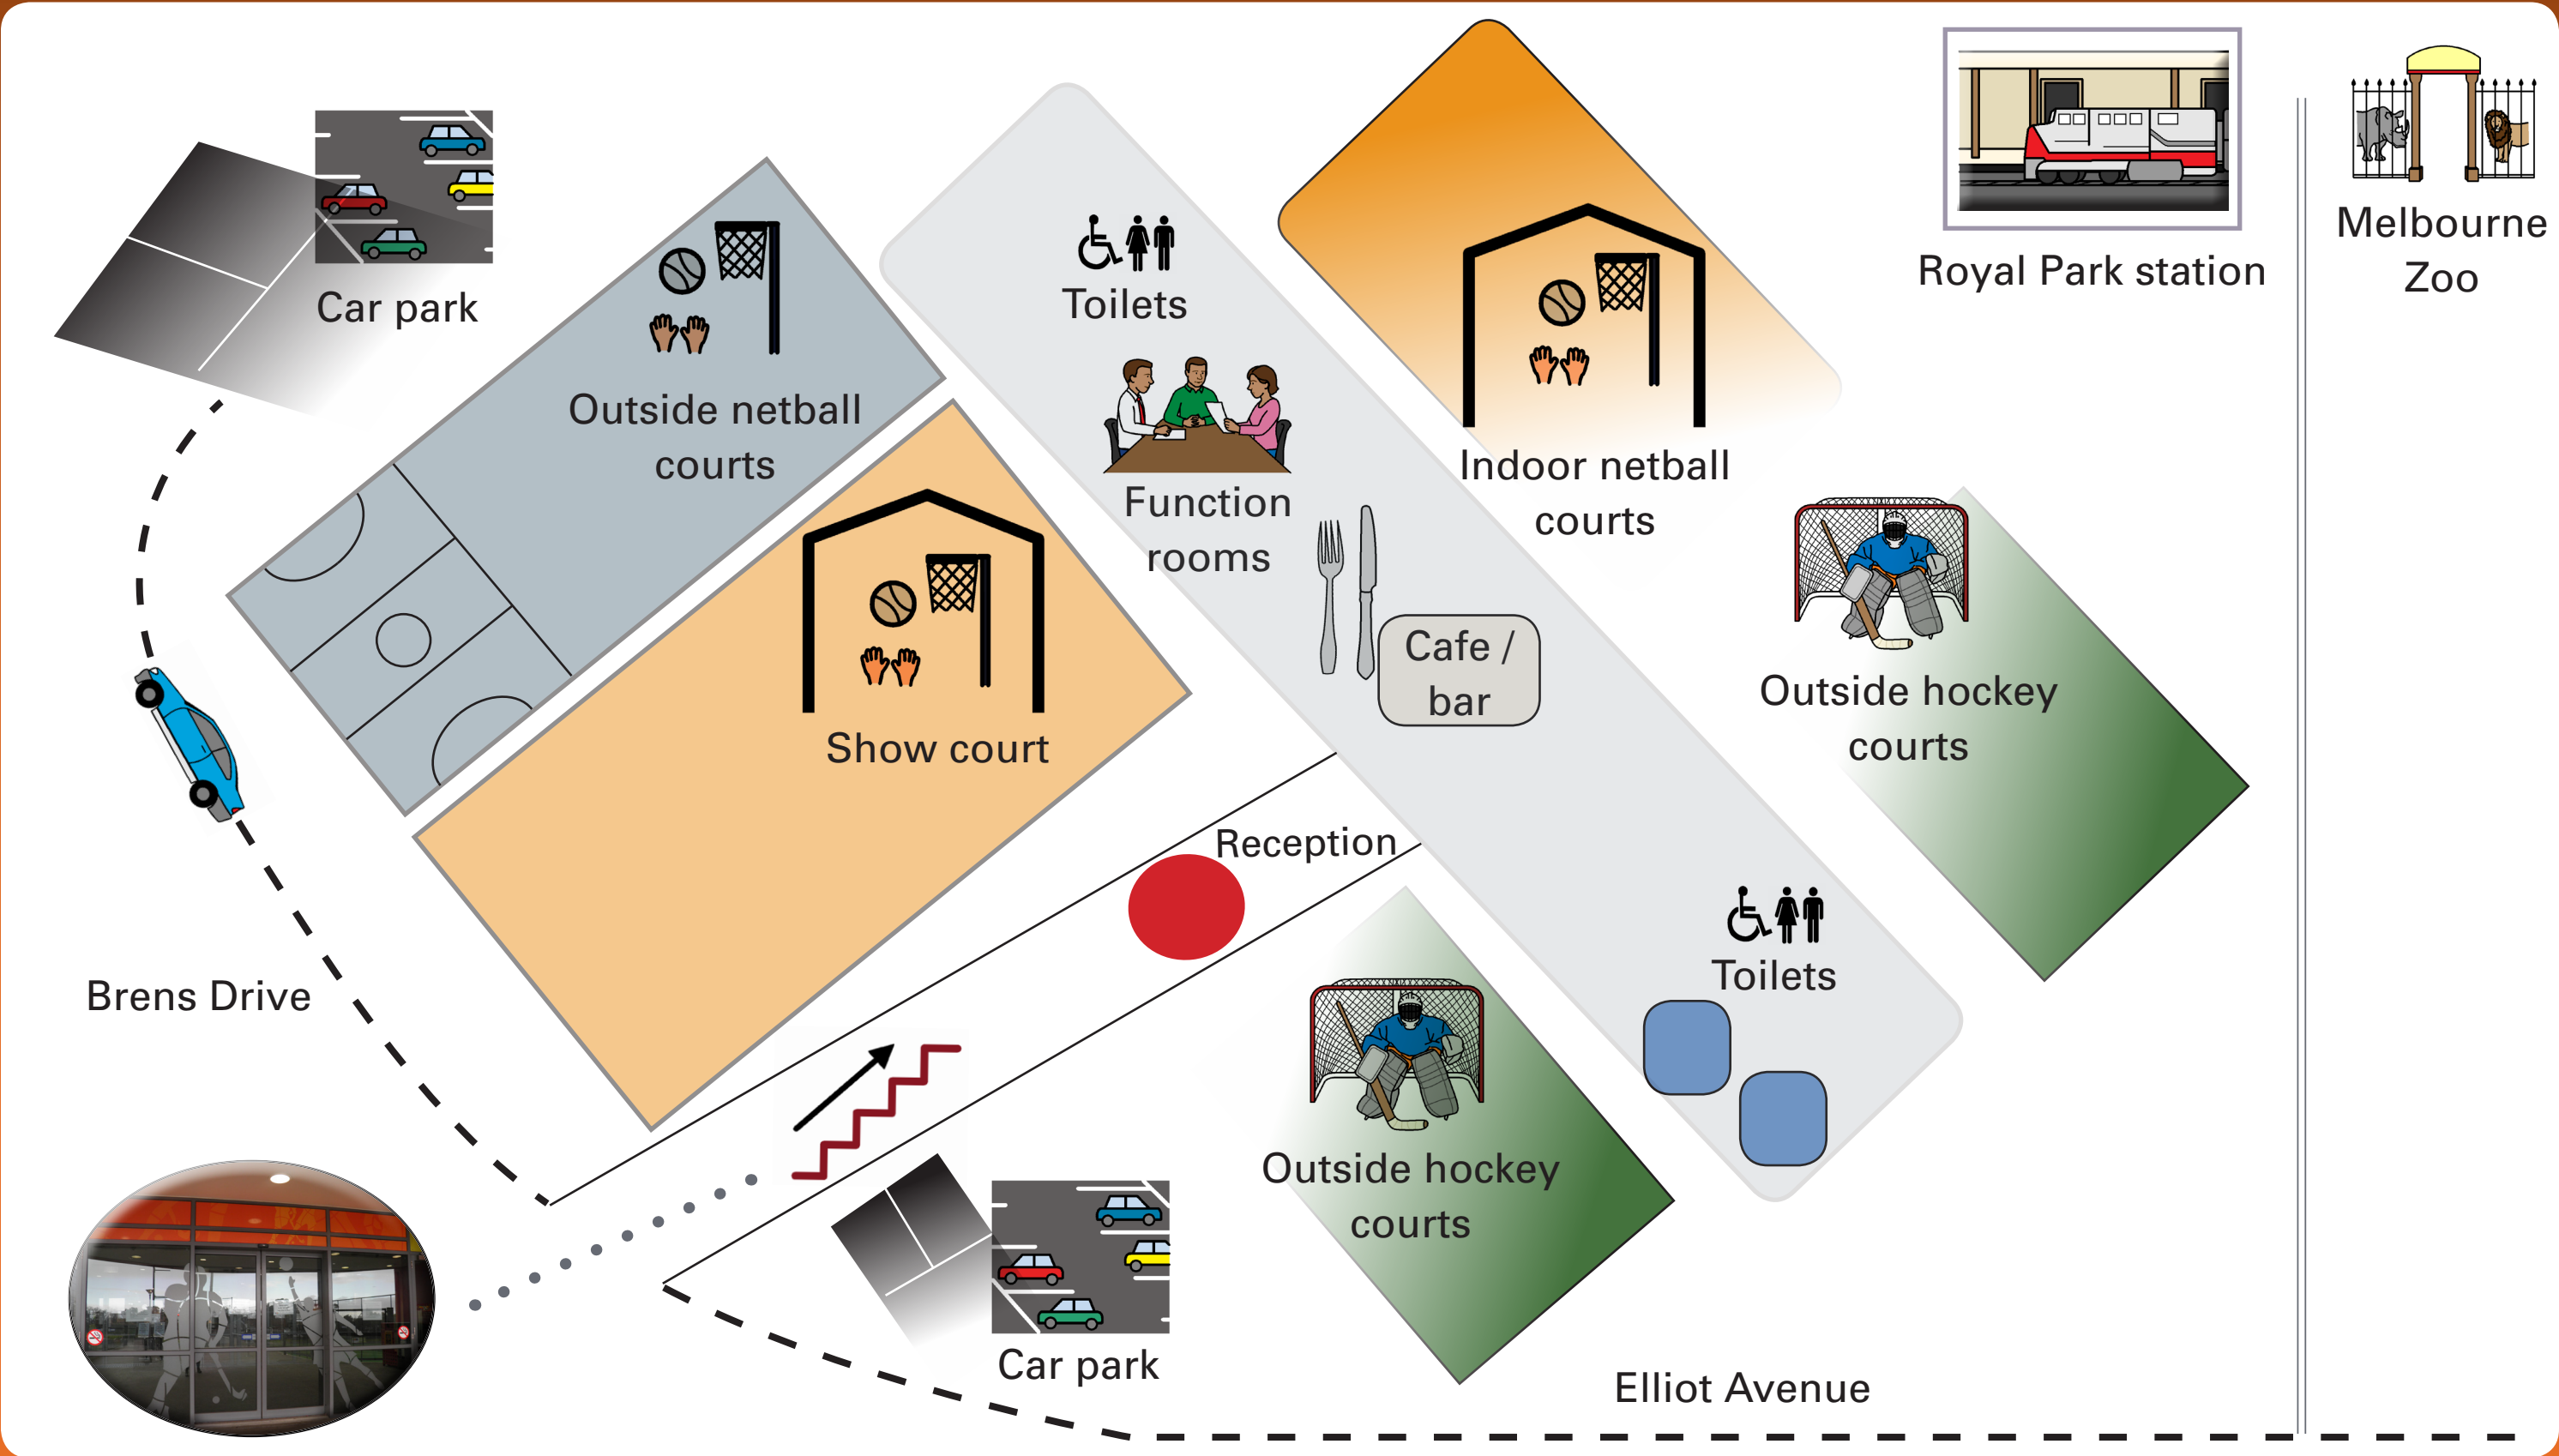 Car park
Outside netball
courts
Toilets
Function
rooms
Indoor netball
courts
Royal Park station
Melbourne
Zoo
Cafe /
bar
Show court
Outside hockey
courts
Reception
Toilets
Brens Drive
Outside hockey
courts
Car park
Elliot Avenue